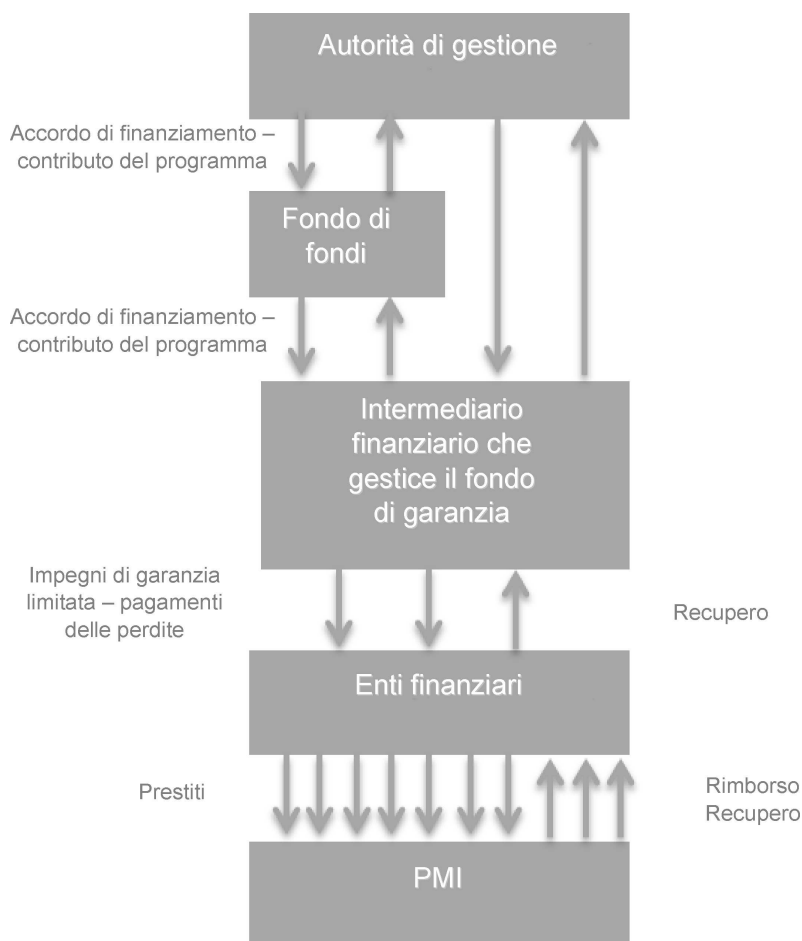 Autorità di gestione
Accordo di finanziamento –
contributo del programma
Fondo di
fondi
Accordo di finanziamento –
contributo del programma
Intermediario
finanziario che
gestice il fondo
di garanzia
Impegni di garanzia
limitata – pagamenti
delle perdite
Recupero
Enti finanziari
Prestiti
Rimborso
Recupero
PMI